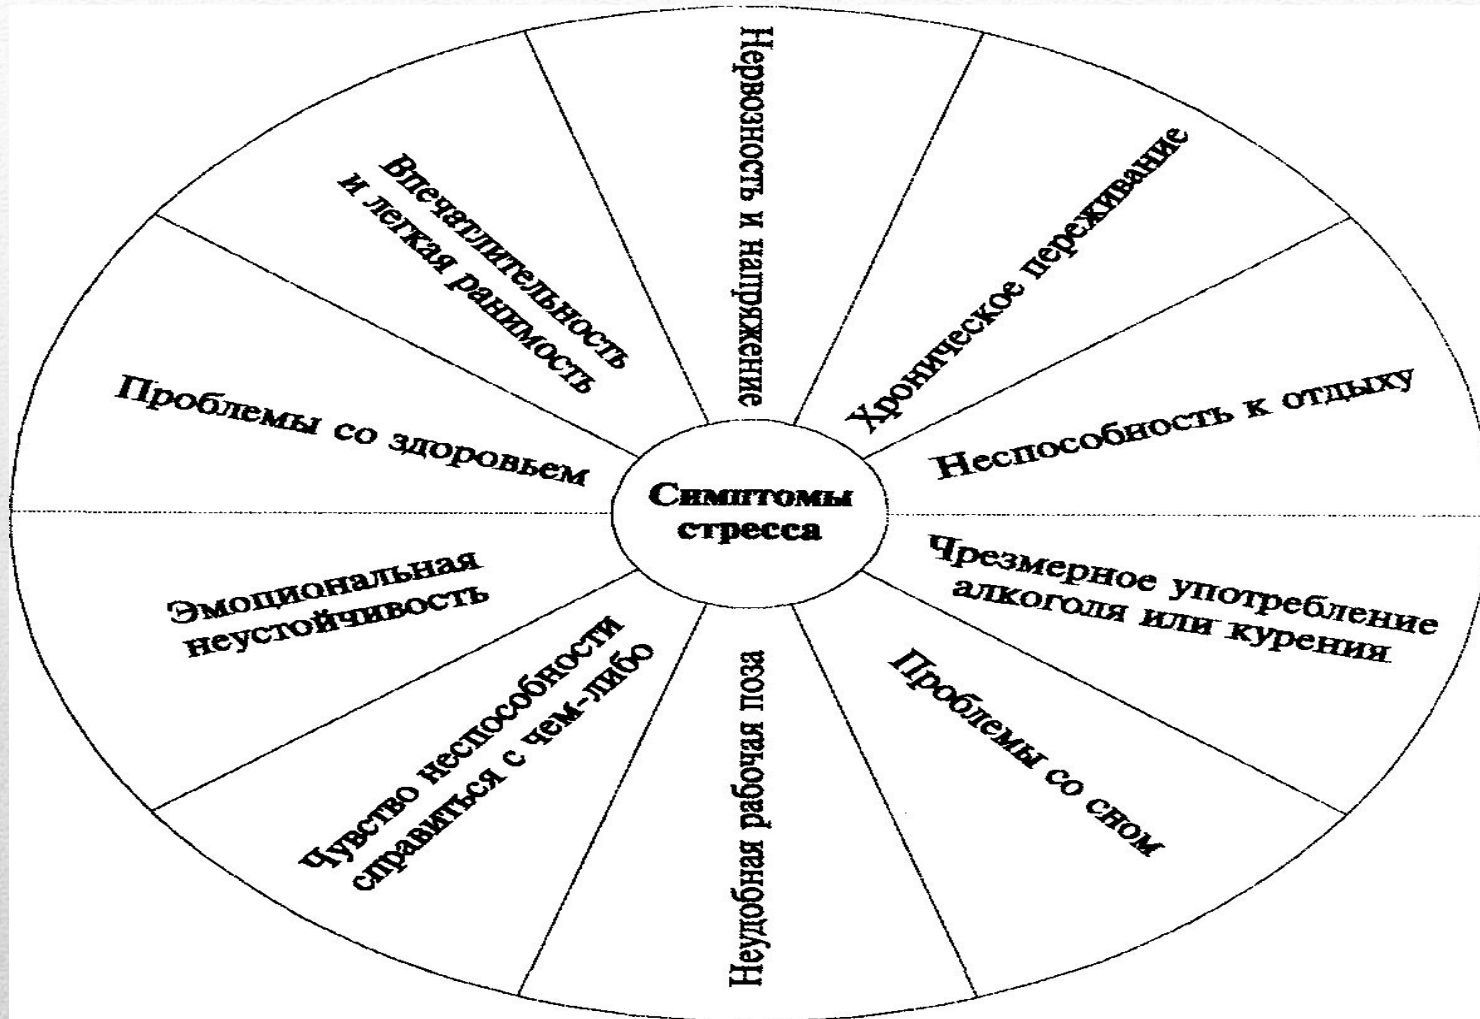 Симптомы
стресса
Нервозность и напряжение
Хроническое переживание
Неспособность к отдыху
Чрезмерное употребление
алкоголя или курения
Проблемы со сном
Неудобная рабочая поза
Чувство неспособности
справиться с чем-либо
Эмоциональная
неустойчивость
Проблемы со здоровьем
Впечатлительность
и легкая ранимость